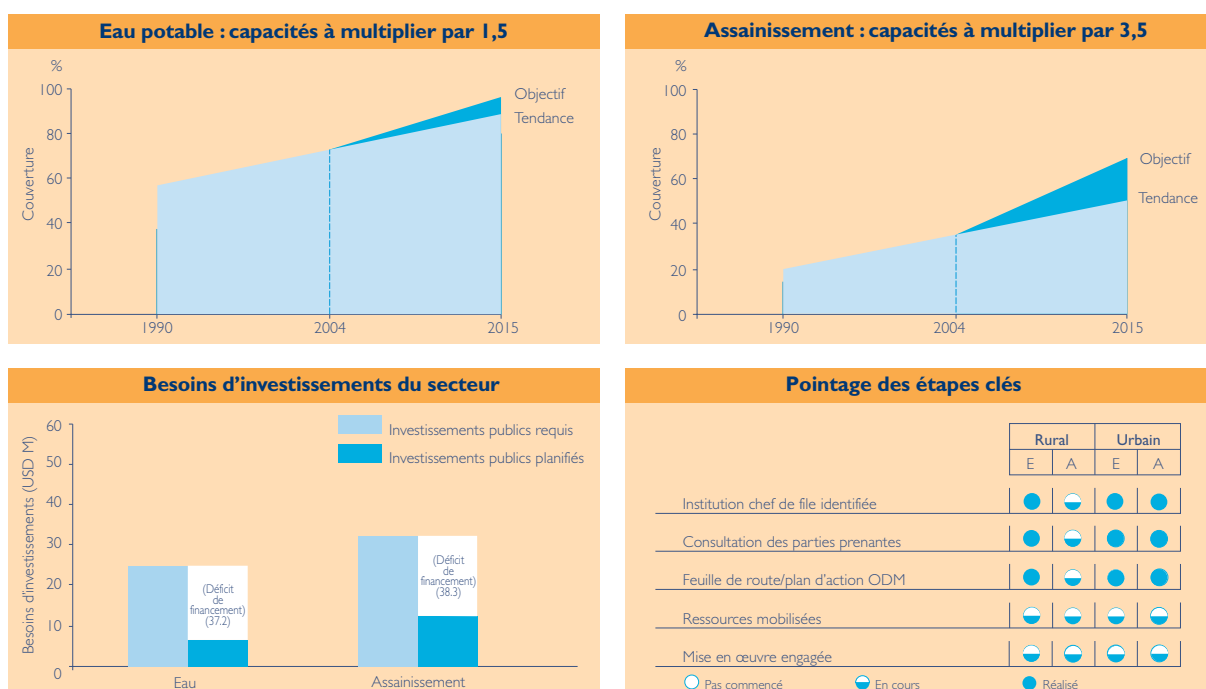 Eau potable : capacités à multiplier par 1,5
%
100
80
60
40
20
0
Couverture
Objectif
Tendance
1990
2004
2015
Assainissement : capacités à multiplier par 3,5
%
100
80
60
40
20
0
Couverture
Objectif
Tendance
1990
2004
2015
Besoins d'investissements du secteur
Besoins d'investissements (USD M)
60
50
40
30
20
10
0
Investissements publics requis
Investissements publics planifiés
(Déficit
de
financement)
(37.2)
(Déficit
de
financement)
(38.3)
Eau
Assainissement
Pointage des étapes clés
Rural Urbain
E A E A
Institution chef de file identifiée
Consultation des parties prenantes
Feuille de route/plan d'action ODM
Ressources mobilisées
Mise en œuvre engagée
Pas commencé En cours Réalisé